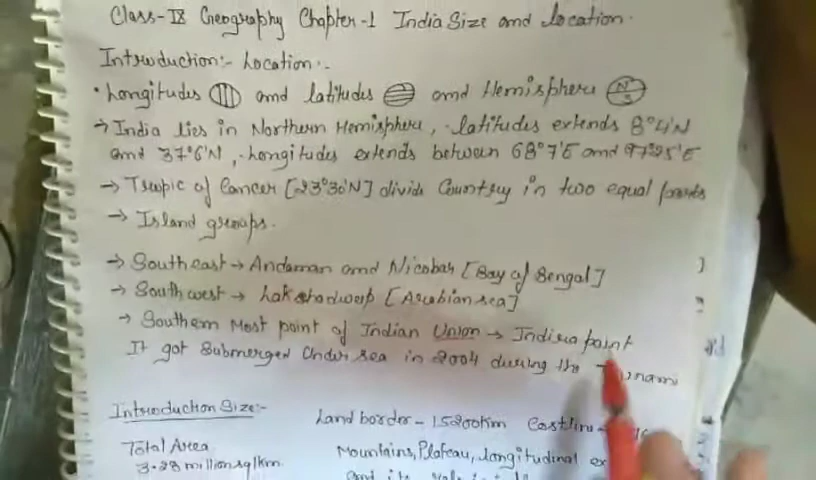 Class-IX Geography Chapter-1 India Size and location.
Introduction:- Location:-
• Longitudes and latitudes and Hemisphere N S
→ India lies in Northern Hemisphere, latitudes extends 8°4'N
and 37°6'N, Longitudes extends between 68°7'E and 97°25'E
→ Tropic of Cancer [23°30'N] divide Country in two equal parts
→ Island groups.
→ South east → Andaman and Nicobar [Bay of Bengal]
→ South west → Lakshadweep [Arabian sea]
→ Southern Most point of Indian Union → Indira point
It got Submerged Under sea in 2004 during the Tsunami
Introduction Size:-
Land border - 15200km Costline
Total Area
3.28 million sq/km
Mountains, Plateau, longitudinal
and its